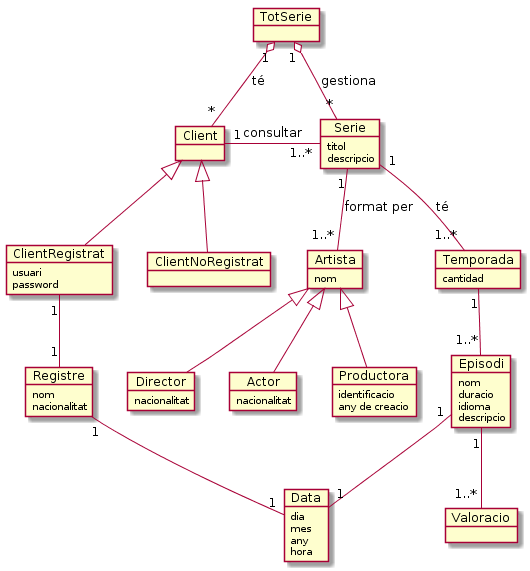 TotSerie
1
1
té
gestiona
*
*
Client
1
consultar
1..*
Serie
titol
descripcio
1
1
format per
té
1..*
1..*
ClientRegistrat
usuari
password
ClientNoRegistrat
Artista
nom
Temporada
cantidad
1
1
1
1..*
Registre
nom
nacionalitat
Director
nacionalitat
Actor
nacionalitat
Productora
identificacio
any de creacio
Episodi
nom
duracio
idioma
descripcio
1
1
1
1
1
1..*
Data
dia
mes
any
hora
Valoracio